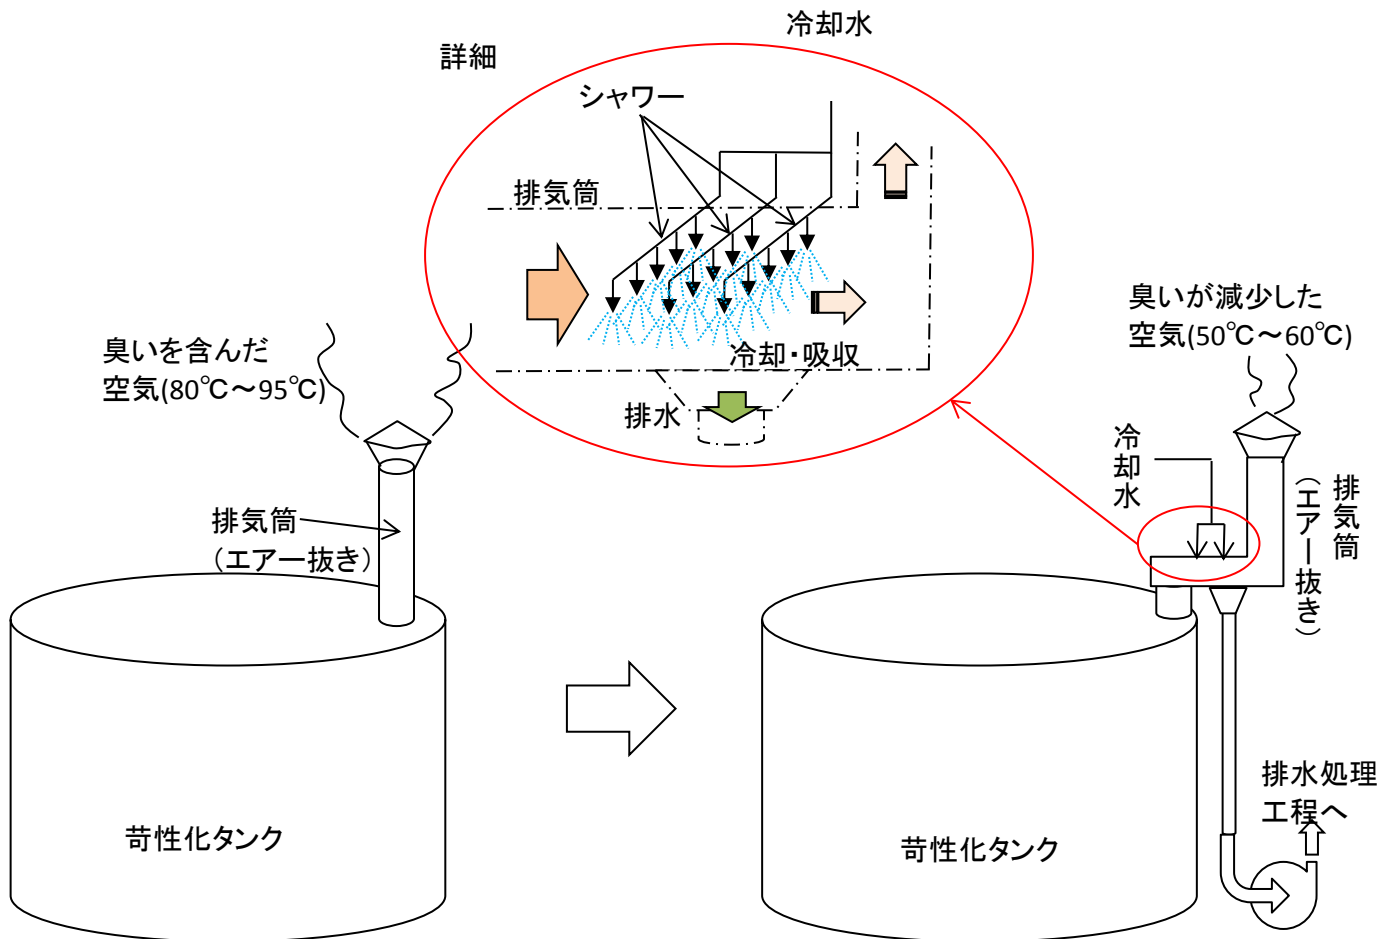 冷却水
詳細
シャワー
排気筒
冷却・吸収
排水
臭いを含んだ
空気(80℃～95℃)
排気筒
（エアー抜き）
苛性化タンク
臭いが減少した
空気(50℃～60℃)
冷却水
排気筒
（エアー抜き）
苛性化タンク
排水処理
工程へ